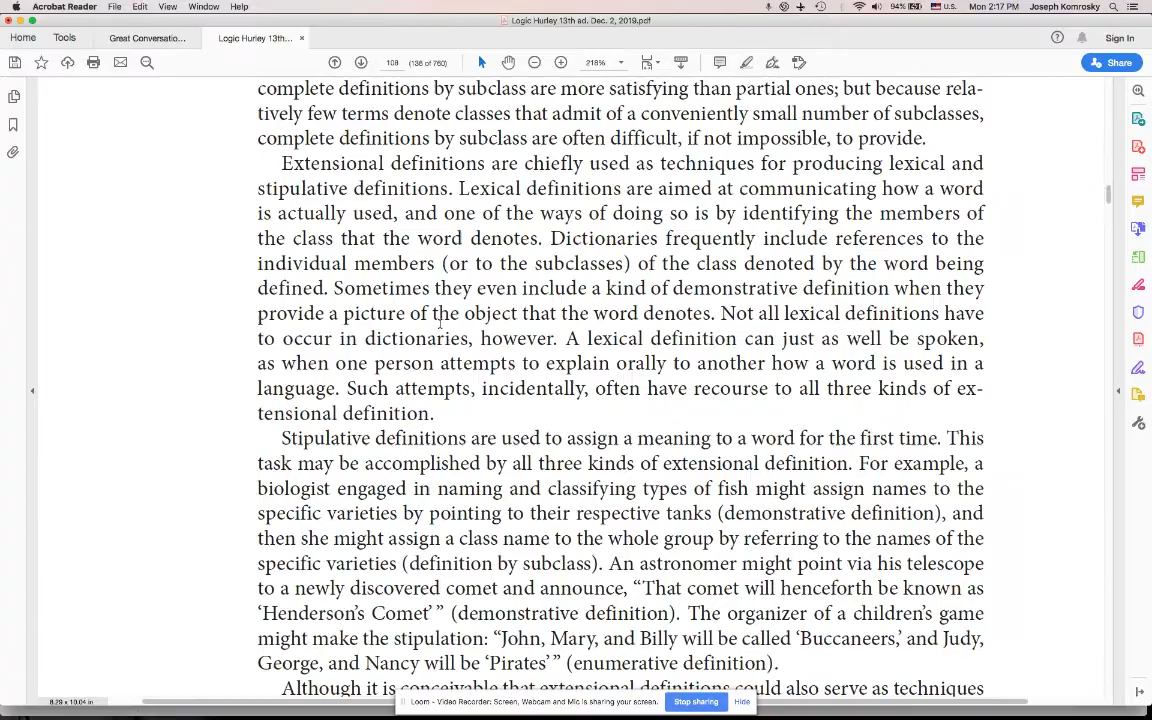 Acrobat Reader File Edit View Window Help 94% U.S. Mon 2:17 PM Joseph Komrosky
Logic Hurley 13th ed. Dec. 2, 2019.pdf
Home Tools Great Conversatio... Logic Hurley 13th... × Sign In
108 (136 of 760) 218% Share
complete definitions by subclass are more satisfying than partial ones; but because rela-
tively few terms denote classes that admit of a conveniently small number of subclasses,
complete definitions by subclass are often difficult, if not impossible, to provide.
Extensional definitions are chiefly used as techniques for producing lexical and
stipulative definitions. Lexical definitions are aimed at communicating how a word
is actually used, and one of the ways of doing so is by identifying the members of
the class that the word denotes. Dictionaries frequently include references to the
individual members (or to the subclasses) of the class denoted by the word being
defined. Sometimes they even include a kind of demonstrative definition when they
provide a picture of the object that the word denotes. Not all lexical definitions have
to occur in dictionaries, however. A lexical definition can just as well be spoken,
as when one person attempts to explain orally to another how a word is used in a
language. Such attempts, incidentally, often have recourse to all three kinds of ex-
tensional definition.
Stipulative definitions are used to assign a meaning to a word for the first time. This
task may be accomplished by all three kinds of extensional definition. For example, a
biologist engaged in naming and classifying types of fish might assign names to the
specific varieties by pointing to their respective tanks (demonstrative definition), and
then she might assign a class name to the whole group by referring to the names of the
specific varieties (definition by subclass). An astronomer might point via his telescope
to a newly discovered comet and announce, “That comet will henceforth be known as
‘Henderson’s Comet’ ” (demonstrative definition). The organizer of a children’s game
might make the stipulation: “John, Mary, and Billy will be called ‘Buccaneers,’ and Judy,
George, and Nancy will be ‘Pirates’ ” (enumerative definition).
Although it is conceivable that extensional definitions could also serve as techniques
8.29 x 10.04 in Loom - Video Recorder: Screen, Webcam and Mic is sharing your screen. Stop sharing Hide